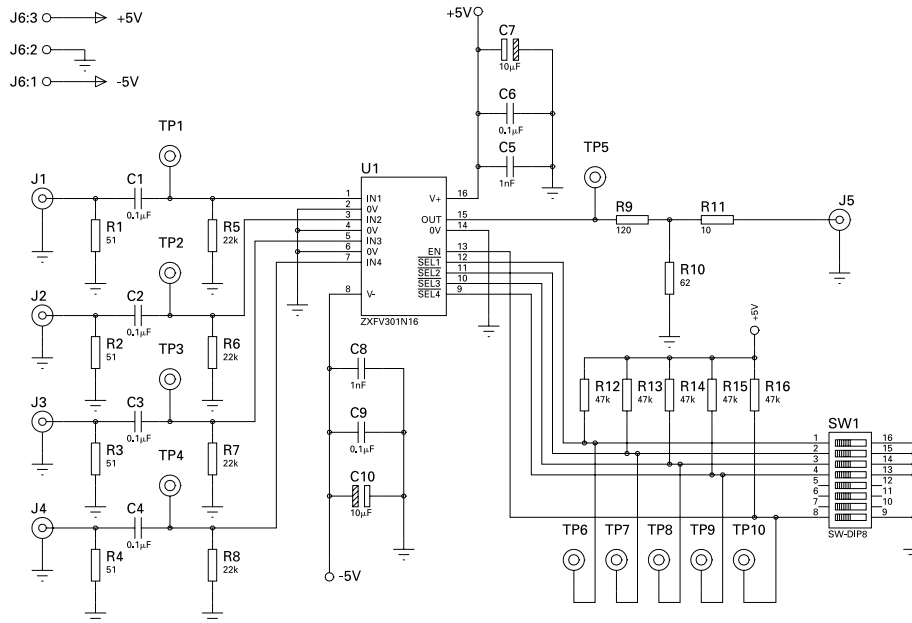 J6:3 +5V
J6:2
J6:1 -5V
+5V
C7
10µF
C6
0.1µF
C5
1nF
TP1
TP5
U1
J1
C1
0.1µF
R1
51
R5
22k
1 IN1
2 0V
3 IN2
4 0V
5 IN3
6 0V
7 IN4
8 V-
V+ 16
OUT 15
0V 14
EN 13
SEL1 12
SEL2 11
SEL3 10
SEL4 9
ZXFV301N16
R9
120
R11
10
J5
R10
62
TP2
J2
C2
0.1µF
R2
51
R6
22k
TP3
C8
1nF
+5V
R12
47k
R13
47k
R14
47k
R15
47k
R16
47k
J3
C3
0.1µF
R3
51
R7
22k
C9
0.1µF
TP4
C10
10µF
SW1
1 16
2 15
3 14
4 13
5 12
6 11
7 10
8 9
SW-DIP8
J4
C4
0.1µF
R4
51
R8
22k
-5V
TP6 TP7 TP8 TP9 TP10